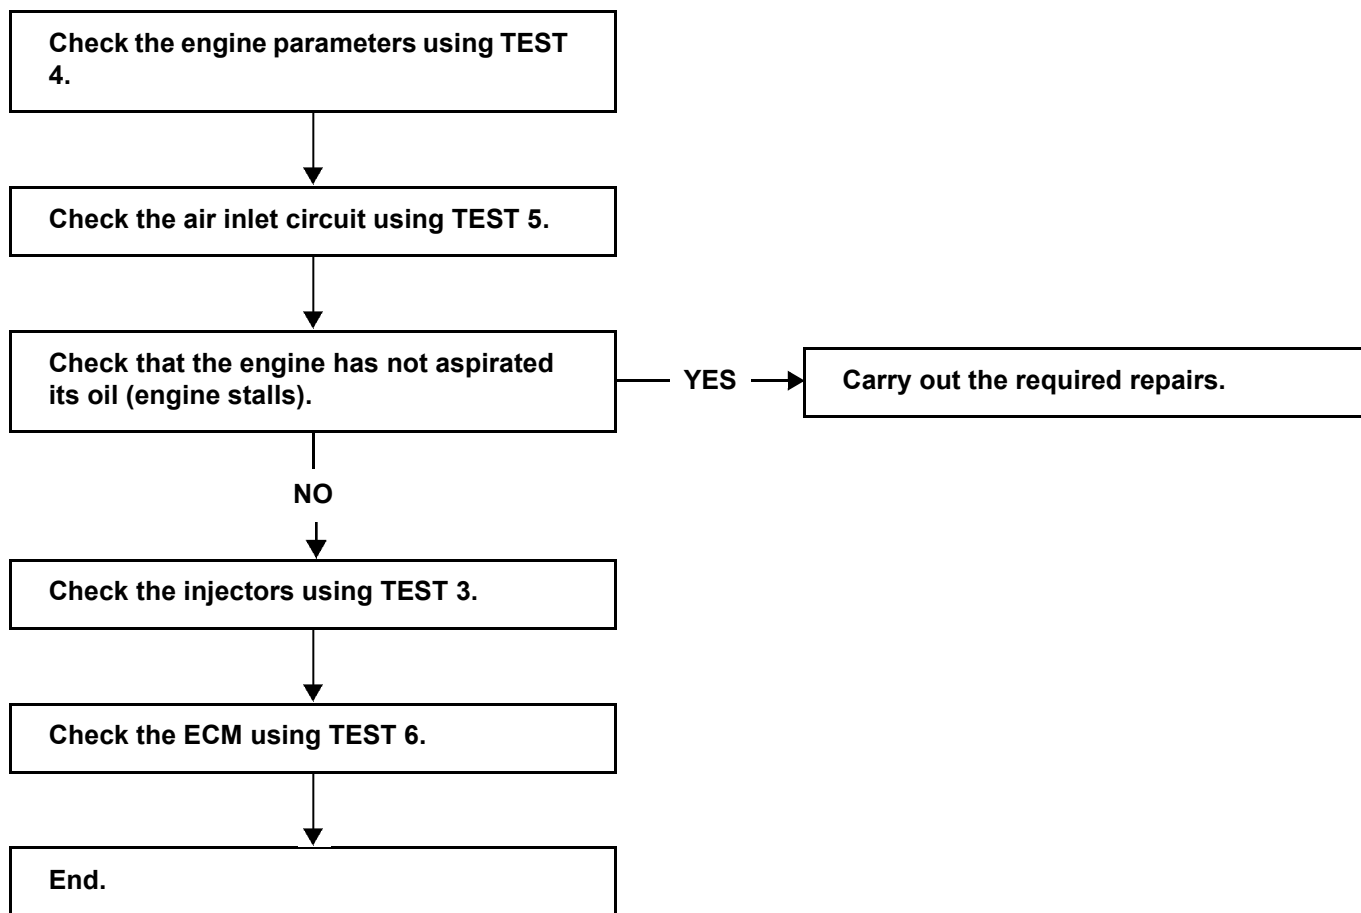 Check the engine parameters using TEST
4.
Check the air inlet circuit using TEST 5.
Check that the engine has not aspirated
its oil (engine stalls).
YES
Carry out the required repairs.
NO
Check the injectors using TEST 3.
Check the ECM using TEST 6.
End.